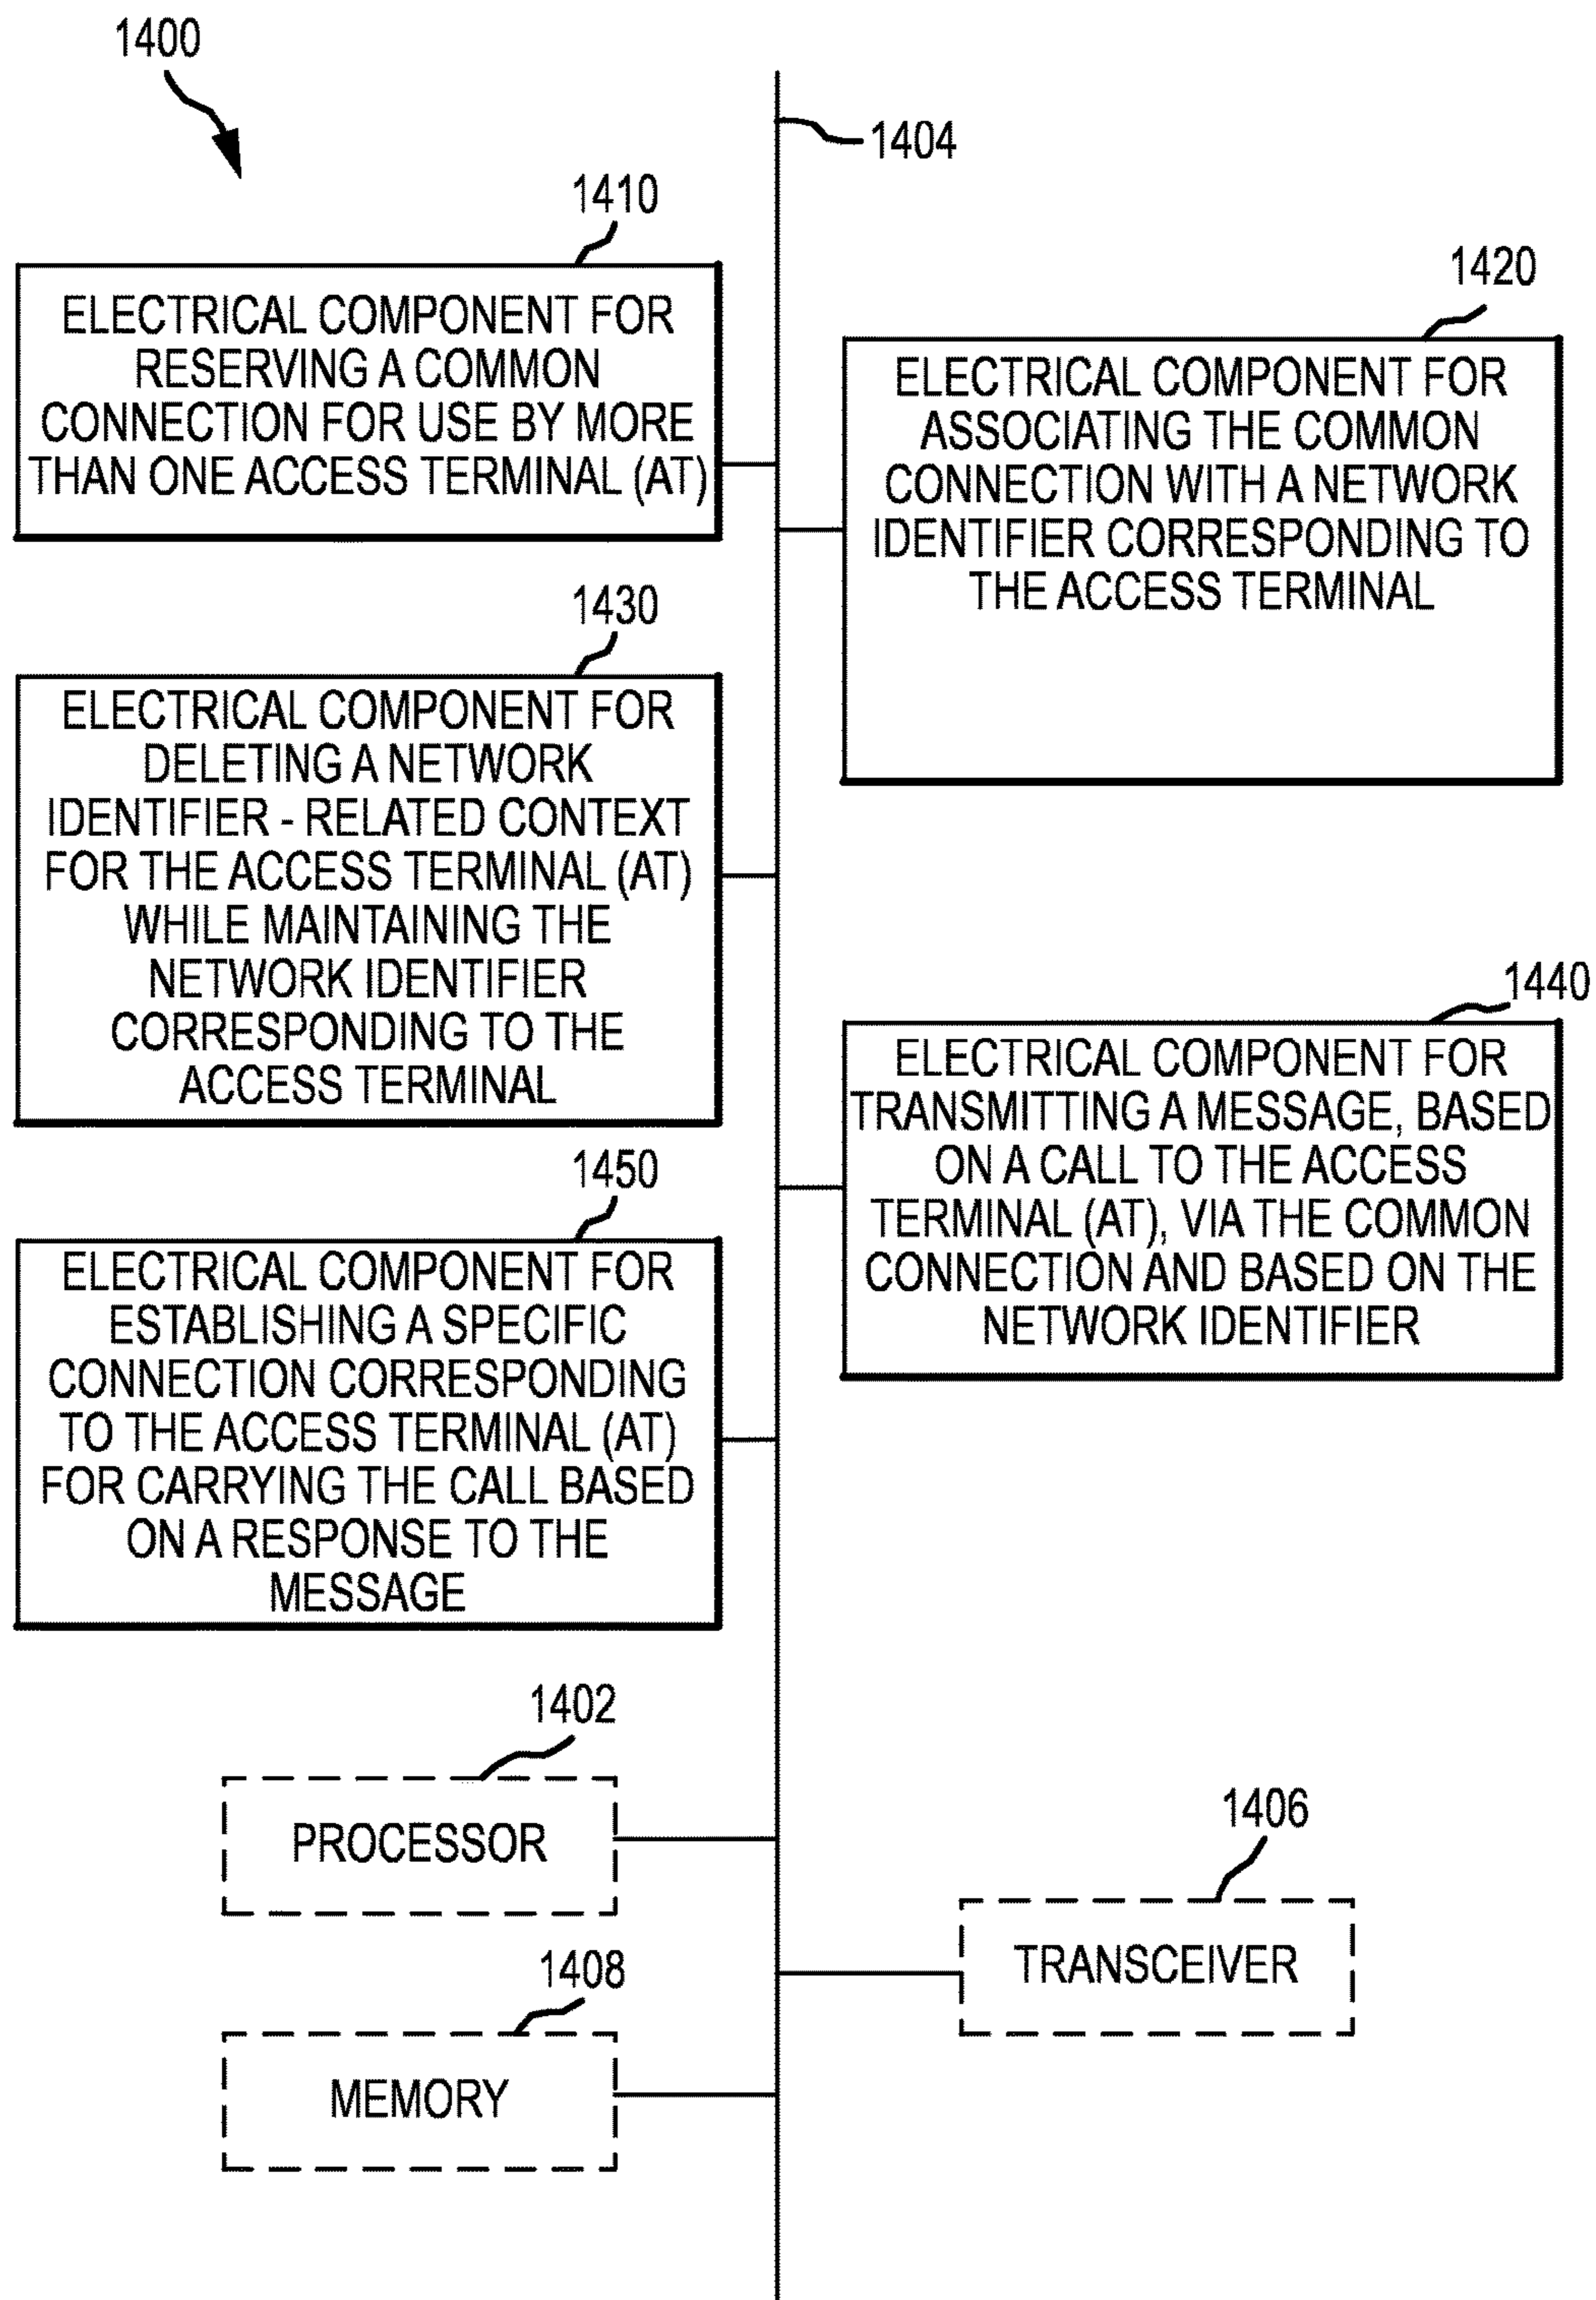 1400
1404
1410
ELECTRICAL COMPONENT FOR
RESERVING A COMMON
CONNECTION FOR USE BY MORE
THAN ONE ACCESS TERMINAL (AT)
1420
ELECTRICAL COMPONENT FOR
ASSOCIATING THE COMMON
CONNECTION WITH A NETWORK
IDENTIFIER CORRESPONDING TO
THE ACCESS TERMINAL
1430
ELECTRICAL COMPONENT FOR
DELETING A NETWORK
IDENTIFIER - RELATED CONTEXT
FOR THE ACCESS TERMINAL (AT)
WHILE MAINTAINING THE
NETWORK IDENTIFIER
CORRESPONDING TO THE
ACCESS TERMINAL
1440
ELECTRICAL COMPONENT FOR
TRANSMITTING A MESSAGE, BASED
ON A CALL TO THE ACCESS
TERMINAL (AT), VIA THE COMMON
CONNECTION AND BASED ON THE
NETWORK IDENTIFIER
1450
ELECTRICAL COMPONENT FOR
ESTABLISHING A SPECIFIC
CONNECTION CORRESPONDING
TO THE ACCESS TERMINAL (AT)
FOR CARRYING THE CALL BASED
ON A RESPONSE TO THE
MESSAGE
1402
PROCESSOR
1406
TRANSCEIVER
1408
MEMORY